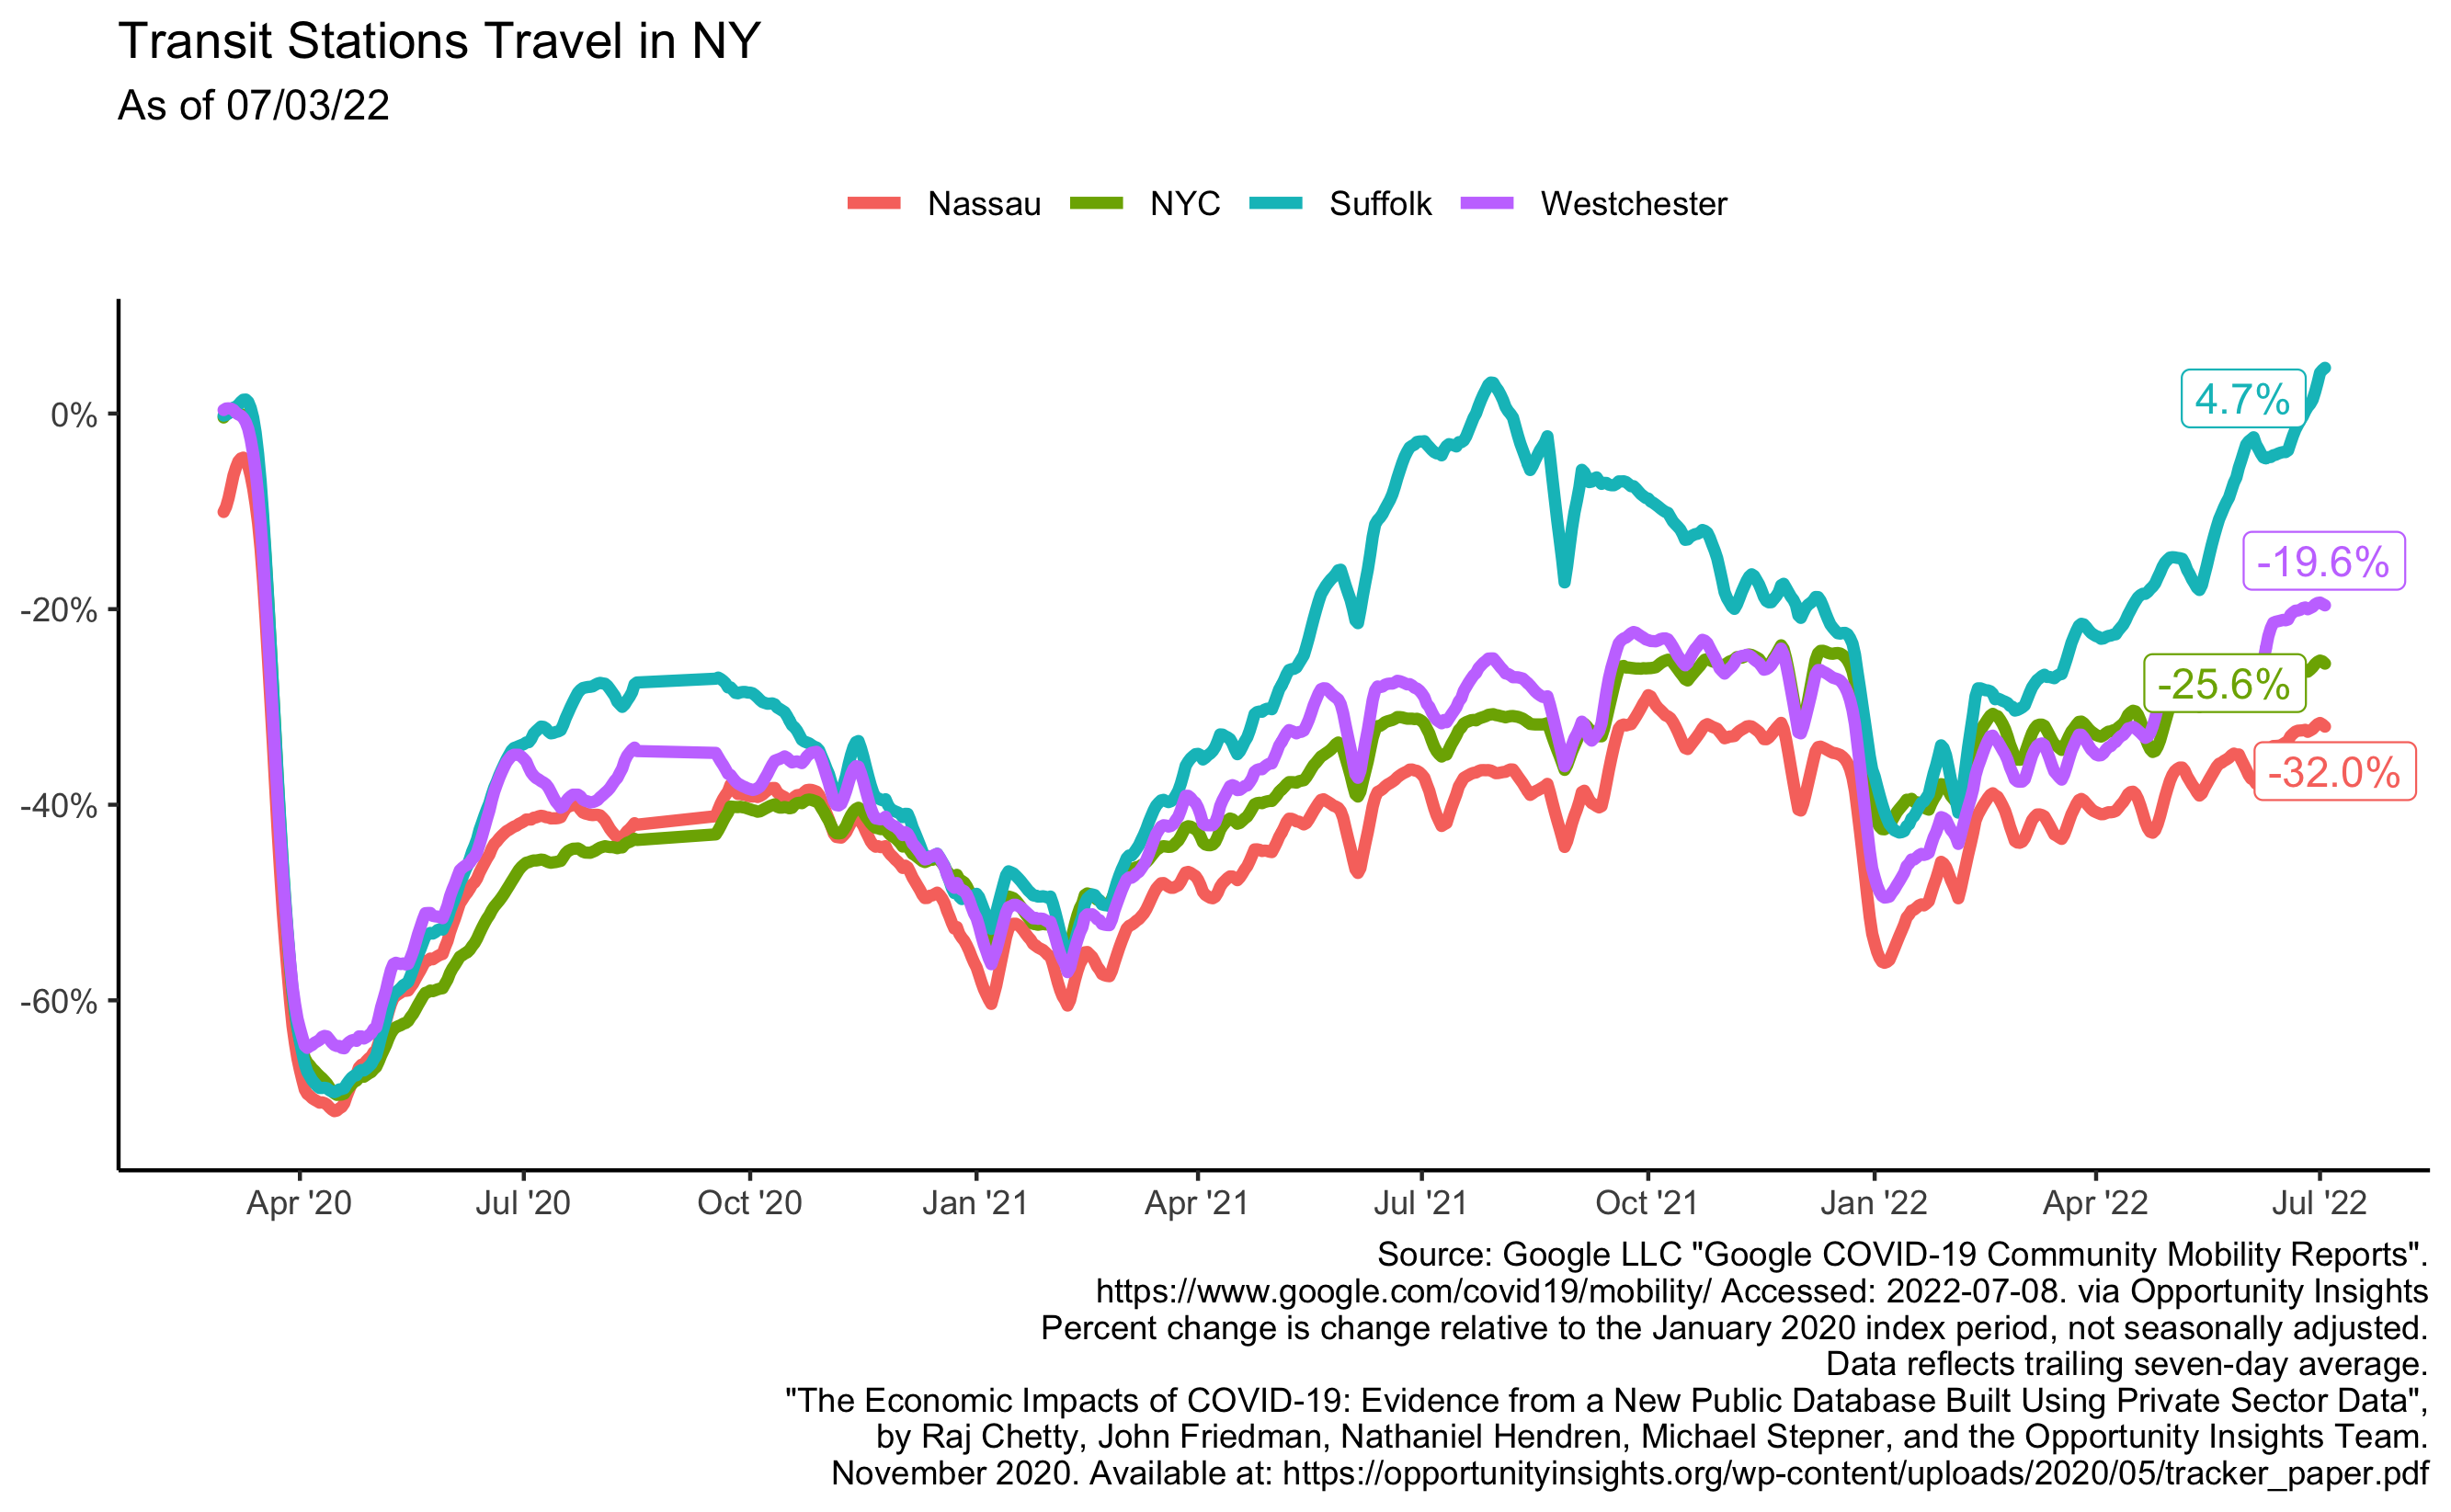 Transit Stations Travel in NY
As of 07/03/22
Nassau NYC Suffolk Westchester
0%
-20%
-40%
-60%
4.7%
-19.6%
-25.6%
-32.0%
Apr '20 Jul '20 Oct '20 Jan '21 Apr '21 Jul '21 Oct '21 Jan '22 Apr '22 Jul '22
Source: Google LLC "Google COVID-19 Community Mobility Reports".
https://www.google.com/covid19/mobility/ Accessed: 2022-07-08. via Opportunity Insights
Percent change is change relative to the January 2020 index period, not seasonally adjusted.
Data reflects trailing seven-day average.
"The Economic Impacts of COVID-19: Evidence from a New Public Database Built Using Private Sector Data",
by Raj Chetty, John Friedman, Nathaniel Hendren, Michael Stepner, and the Opportunity Insights Team.
November 2020. Available at: https://opportunityinsights.org/wp-content/uploads/2020/05/tracker_paper.pdf